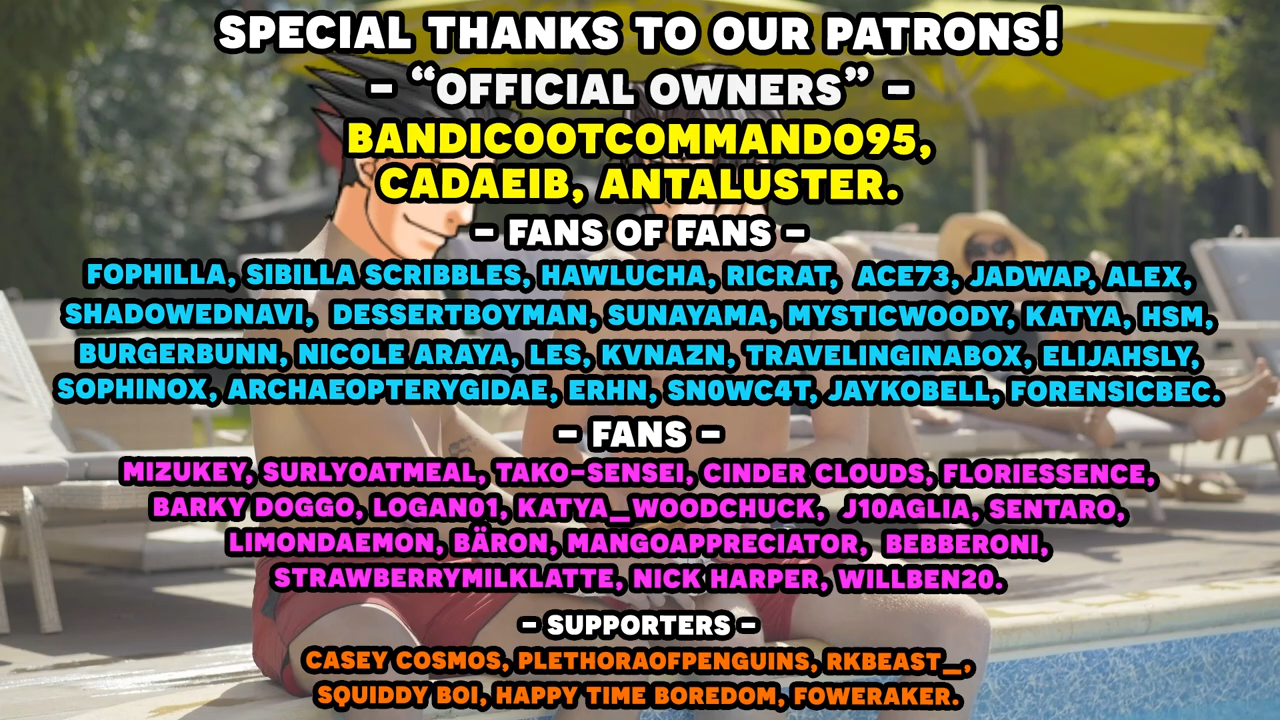 SPECIAL THANKS TO OUR PATRONS!
- “OFFICIAL OWNERS” -
BANDICOOTCOMMANDO95,
CADAEIB, ANTALUSTER.
- FANS OF FANS -
FOPHILLA, SIBILLA SCRIBBLES, HAWLUCHA, RICRAT, ACE73, JADWAP, ALEX,
SHADOWEDNAVI, DESSERTBOYMAN, SUNAYAMA, MYSTICWOODY, KATYA, HSM,
BURGERBUNN, NICOLE ARAYA, LES, KVNAZN, TRAVELINGINABOX, ELIJAHSLY,
SOPHINOX, ARCHAEOPTERYGIDAE, ERHN, SN0WC4T, JAYKOBELL, FORENSICBEC.
- FANS -
MIZUKEY, SURLYOATMEAL, TAKO-SENSEI, CINDER CLOUDS, FLORIESSENCE,
BARKY DOGGO, LOGAN01, KATYA_WOODCHUCK, J10AGLIA, SENTARO,
LIMONDAEMON, BÄRON, MANGOAPPRECIATOR, BEBBERONI,
STRAWBERRYMILKLATTE, NICK HARPER, WILLBEN20.
- SUPPORTERS -
CASEY COSMOS, PLETHORAOFPENGUINS, RKBEAST_,
SQUIDDY BOI, HAPPY TIME BOREDOM, FOWERAKER.